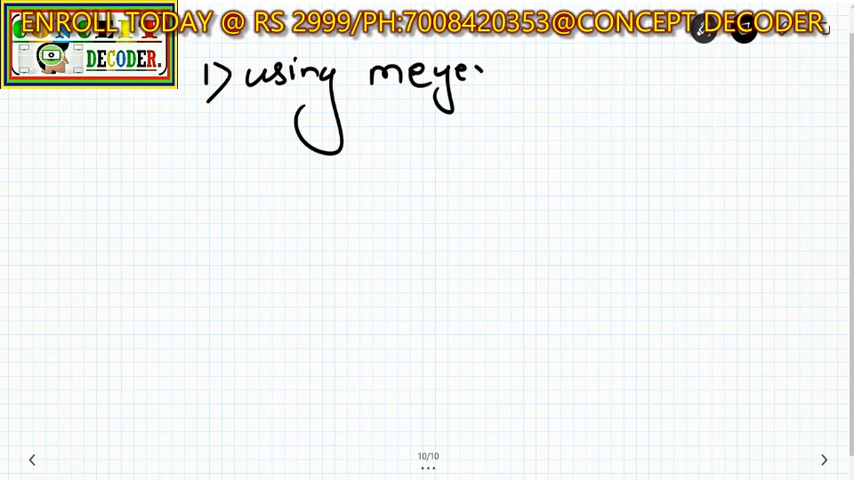 ENROLL TODAY @ RS 2999/PH:7008420353@CONCEPT DECODER.
DECODER.
1) using meye
10/10